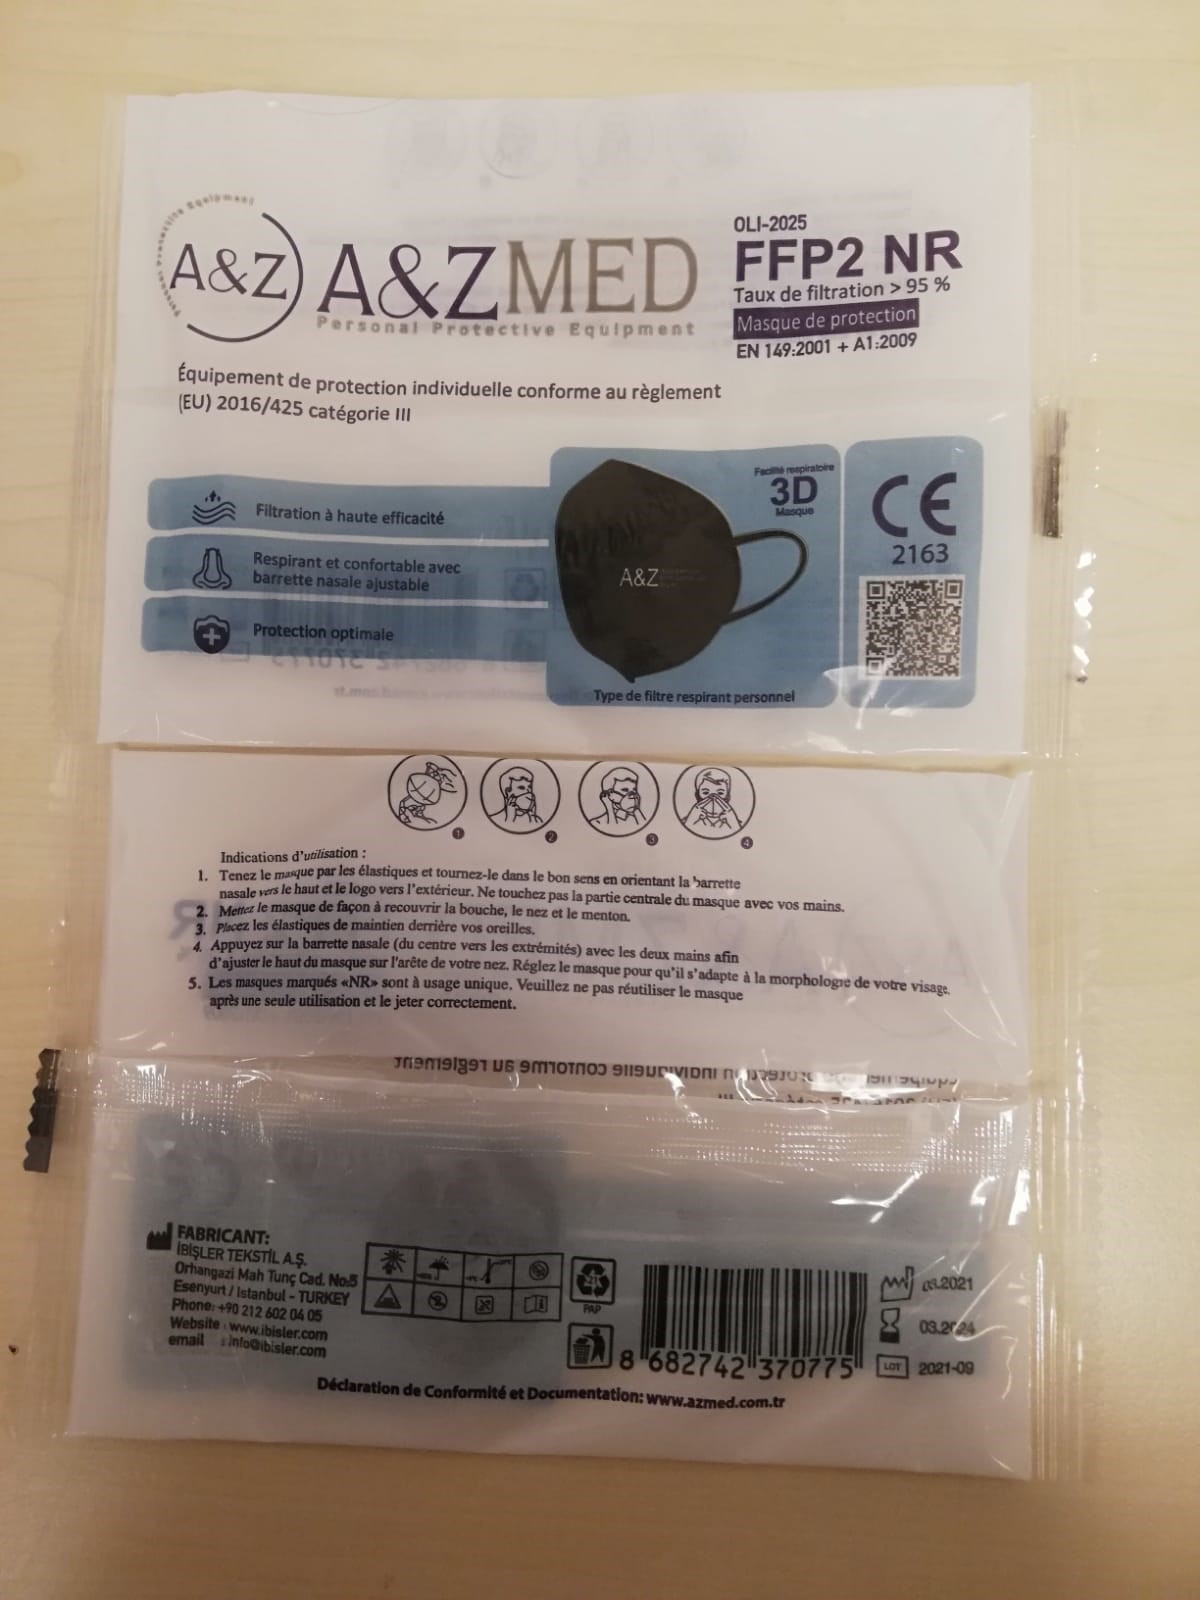 Personal Protective Equipment
A&Z
A&Z MED
Personal Protective Equipment
OLI-2025
FFP2 NR
Taux de filtration > 95 %
Masque de protection
EN 149:2001 + A1:2009
Équipement de protection individuelle conforme au règlement
(EU) 2016/425 catégorie III
Filtration à haute efficacité
Respirant et confortable avec
barrette nasale ajustable
Protection optimale
Facilité respiratoire
3D
Masque
A&Z
Type de filtre respirant personnel
CE
2163
1 2 3 4
Indications d'utilisation :
1. Tenez le masque par les élastiques et tournez-le dans le bon sens en orientant la barrette
nasale vers le haut et le logo vers l'extérieur. Ne touchez pas la partie centrale du masque avec vos mains.
2. Mettez le masque de façon à recouvrir la bouche, le nez et le menton.
3. Placez les élastiques de maintien derrière vos oreilles.
4. Appuyez sur la barrette nasale (du centre vers les extrémités) avec les deux mains afin
d'ajuster le haut du masque sur l'arête de votre nez. Réglez le masque pour qu'il s'adapte à la morphologie de votre visage.
5. Les masques marqués «NR» sont à usage unique. Veuillez ne pas réutiliser le masque
après une seule utilisation et le jeter correctement.
FABRICANT:
İBİŞLER TEKSTİL A.Ş.
Orhangazi Mah Tunç Cad. No:5
Esenyurt / Istanbul - TURKEY
Phone: +90 212 602 04 05
Website : www.ibisler.com
email : info@ibisler.com
21
PAP
8 682742 370775
03.2021
03.2024
LOT 2021-09
Déclaration de Conformité et Documentation: www.azmed.com.tr